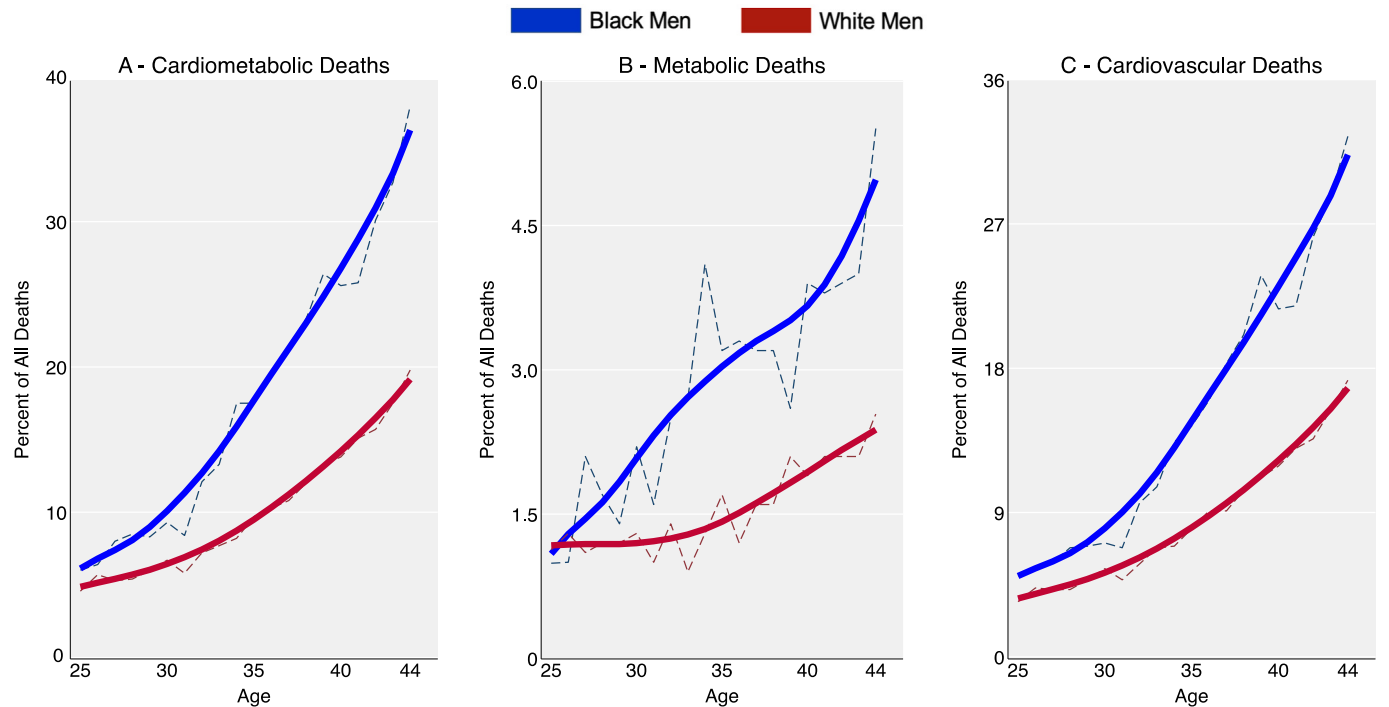 Black Men
White Men
A - Cardiometabolic Deaths
Percent of All Deaths
40
30
20
10
0
25
30
35
40
44
Age
B - Metabolic Deaths
Percent of All Deaths
6.0
4.5
3.0
1.5
0
25
30
35
40
44
Age
C - Cardiovascular Deaths
Percent of All Deaths
36
27
18
9
0
25
30
35
40
44
Age